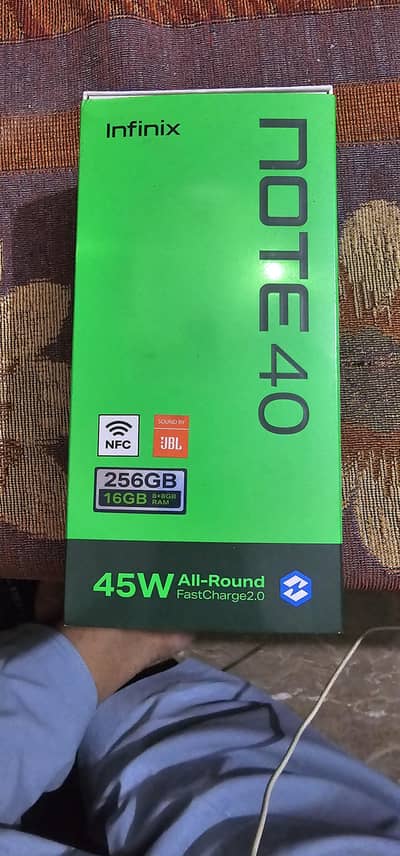 Infinix
NOTE 40
NFC
SOUND BY
JBL
256GB
16GB 8+8GB RAM
45W All-Round
FastCharge2.0